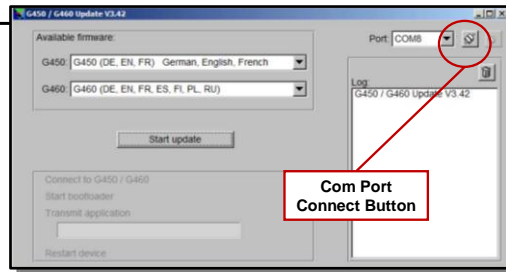 G450 / G460 Update V3.42
Available firmware:
Port: COM8
G450: G450 (DE, EN, FR) German, English, French
G460: G460 (DE, EN, FR, ES, FI, PL, RU)
Log:
G450 / G460 Update V3.42
Start update
Connect to G450 / G460
Start bootloader
Transmit application
Restart device
Com Port
Connect Button